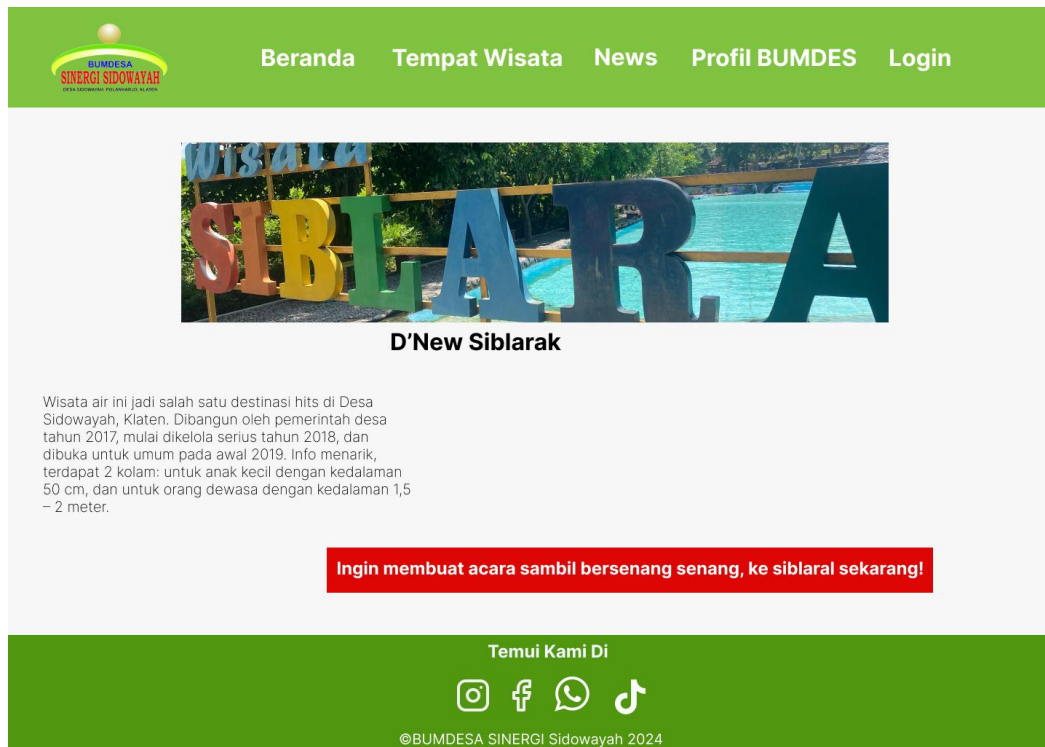 BUMDESA
SINERGI SIDOWAYAH
DESA SIDOWAYAH, POLANHARJO, KLATEN
Beranda Tempat Wisata News Profil BUMDES Login
Wisata
SIBLARA
D’New Siblarak
Wisata air ini jadi salah satu destinasi hits di Desa
Sidowayah, Klaten. Dibangun oleh pemerintah desa
tahun 2017, mulai dikelola serius tahun 2018, dan
dibuka untuk umum pada awal 2019. Info menarik,
terdapat 2 kolam: untuk anak kecil dengan kedalaman
50 cm, dan untuk orang dewasa dengan kedalaman 1,5
– 2 meter.
Ingin membuat acara sambil bersenang senang, ke siblaral sekarang!
Temui Kami Di
©BUMDESA SINERGI Sidowayah 2024